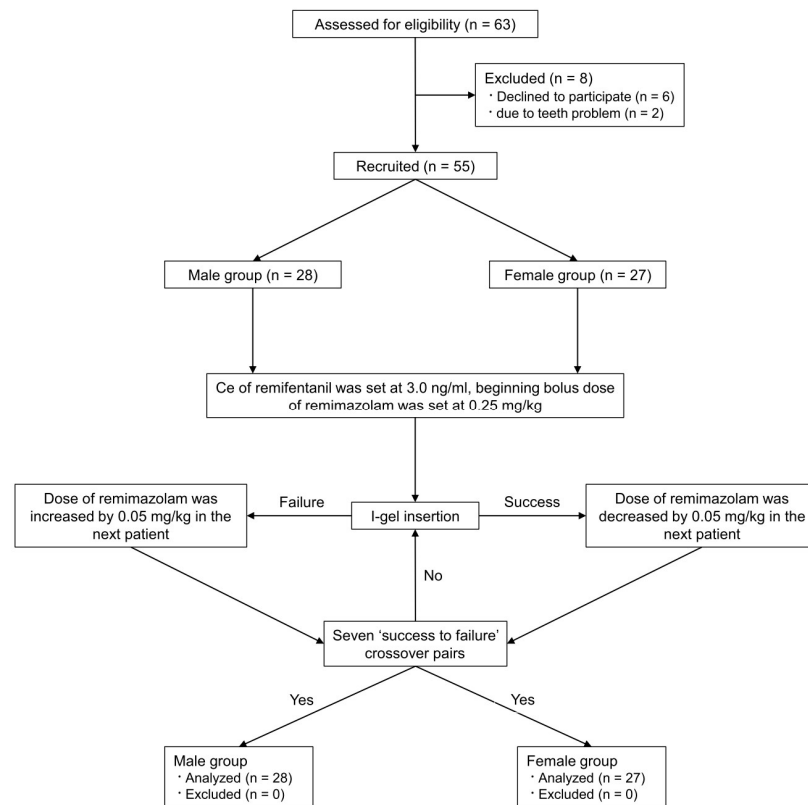 Assessed for eligibility (n = 63)
Excluded (n = 8)
· Declined to participate (n = 6)
· due to teeth problem (n = 2)
Recruited (n = 55)
Male group (n = 28)
Female group (n = 27)
Ce of remifentanil was set at 3.0 ng/ml, beginning bolus dose
of remimazolam was set at 0.25 mg/kg
Dose of remimazolam was
increased by 0.05 mg/kg in the
next patient
Failure
I-gel insertion
Success
Dose of remimazolam was
decreased by 0.05 mg/kg in the
next patient
No
Seven ‘success to failure’
crossover pairs
Yes
Yes
Male group
· Analyzed (n = 28)
· Excluded (n = 0)
Female group
· Analyzed (n = 27)
· Excluded (n = 0)